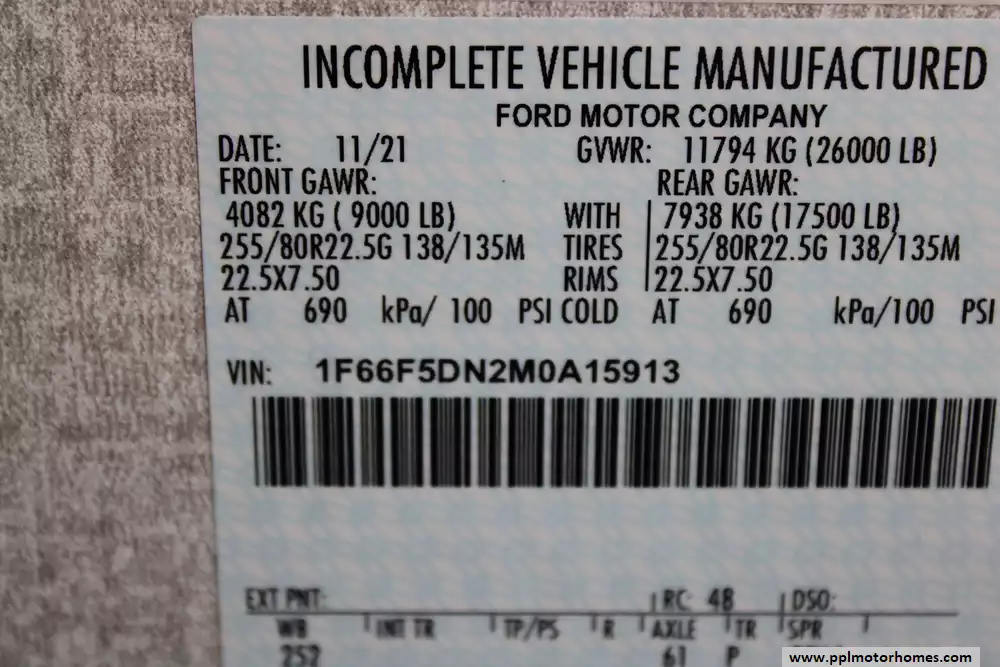 INCOMPLETE VEHICLE MANUFACTURED
FORD MOTOR COMPANY
DATE: 11/21 GVWR: 11794 KG (26000 LB)
FRONT GAWR: REAR GAWR:
4082 KG ( 9000 LB) WITH 7938 KG (17500 LB)
255/80R22.5G 138/135M TIRES 255/80R22.5G 138/135M
22.5X7.50 RIMS 22.5X7.50
AT 690 kPa/ 100 PSI COLD AT 690 kPa/100 PSI
VIN: 1F66F5DN2M0A15913
EXT PNT: RC: 48 DSO:
WB INT TR TP/PS R AXLE TR SPR
252 61 P
www.pplmotorhomes.com